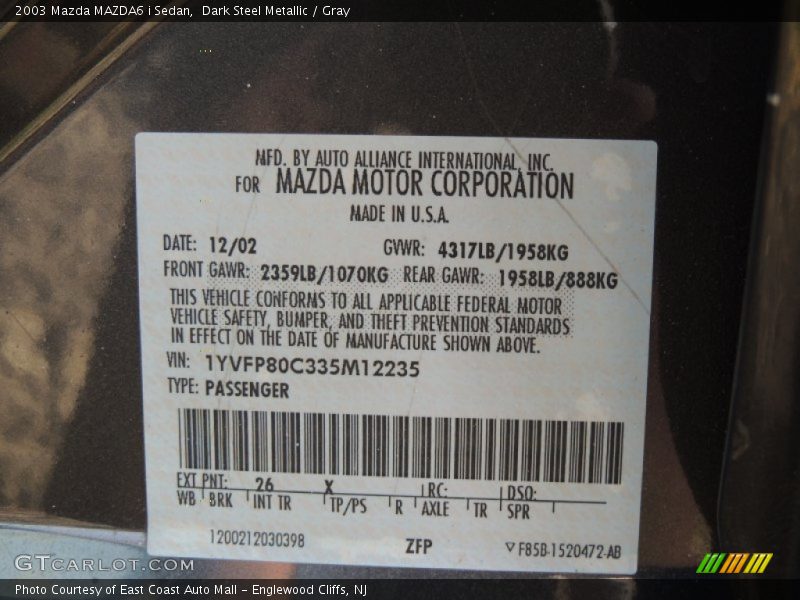 2003 Mazda MAZDA6 i Sedan, Dark Steel Metallic / Gray
MFD. BY AUTO ALLIANCE INTERNATIONAL, INC.
FOR MAZDA MOTOR CORPORATION
MADE IN U.S.A.
DATE: 12/02 GVWR: 4317LB/1958KG
FRONT GAWR: 2359LB/1070KG REAR GAWR: 1958LB/888KG
THIS VEHICLE CONFORMS TO ALL APPLICABLE FEDERAL MOTOR
VEHICLE SAFETY, BUMPER, AND THEFT PREVENTION STANDARDS
IN EFFECT ON THE DATE OF MANUFACTURE SHOWN ABOVE.
VIN: 1YVFP80C335M12235
TYPE: PASSENGER
EXT PNT: 26 X RC: DSO:
WB BRK INT TR TP/PS R AXLE TR SPR
1200212030398 ZFP F85B-1520472-AB
GTCARLOT.COM
Photo Courtesy of East Coast Auto Mall – Englewood Cliffs, NJ